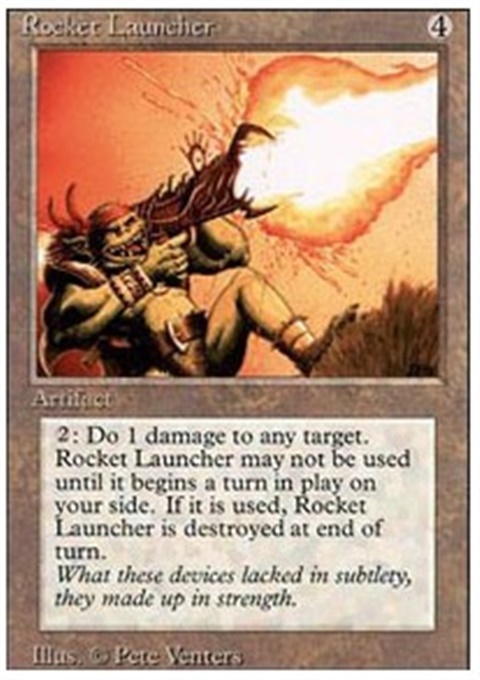 Rocket Launcher
4
Artifact
2: Do 1 damage to any target.
Rocket Launcher may not be used
until it begins a turn in play on
your side. If it is used, Rocket
Launcher is destroyed at end of
turn.
What these devices lacked in subtlety,
they made up in strength.
Illus. © Pete Venters